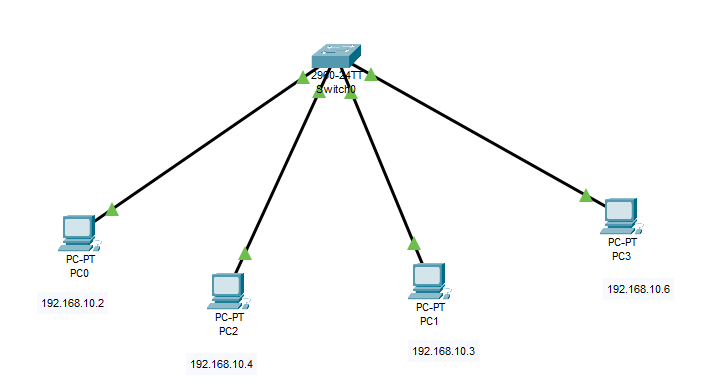 2960-24TT
Switch0
PC-PT
PC0
192.168.10.2
PC-PT
PC2
192.168.10.4
PC-PT
PC1
192.168.10.3
PC-PT
PC3
192.168.10.6